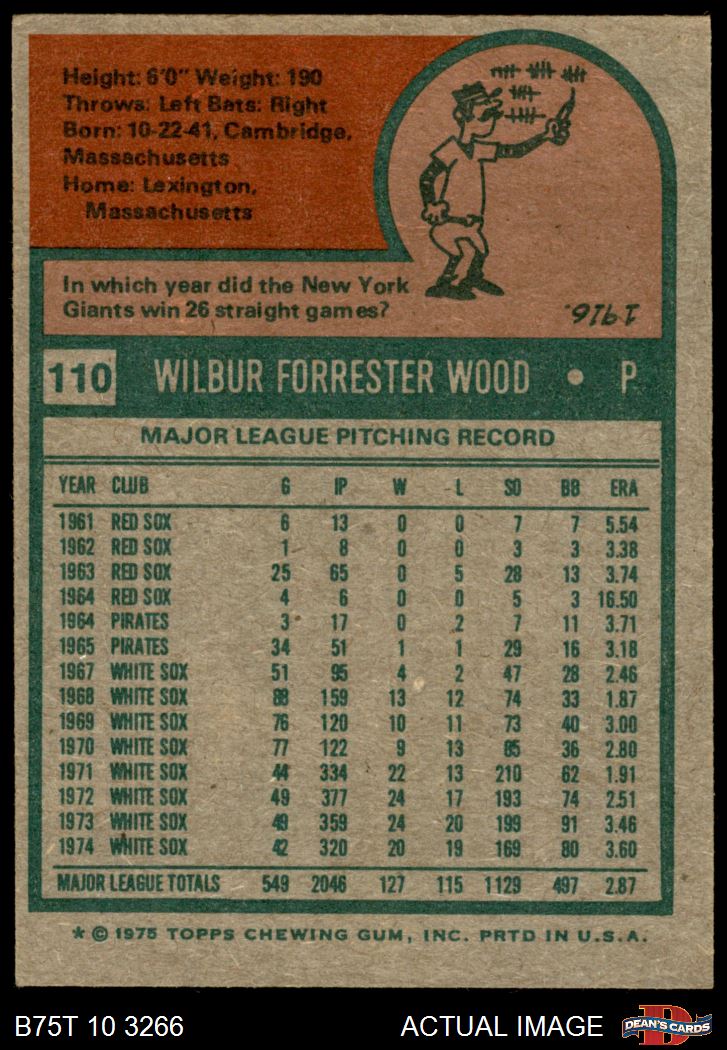 Height: 6'0" Weight: 190
Throws: Left Bats: Right
Born: 10-22-41, Cambridge,
Massachusetts
Home: Lexington,
Massachusetts
In which year did the New York
Giants win 26 straight games?
1916.
110 WILBUR FORRESTER WOOD • P
MAJOR LEAGUE PITCHING RECORD
YEAR CLUB G IP W L SO BB ERA
1961 RED SOX 6 13 0 0 7 7 5.54
1962 RED SOX 1 8 0 0 3 3 3.38
1963 RED SOX 25 65 0 5 28 13 3.74
1964 RED SOX 4 6 0 0 5 3 16.50
1964 PIRATES 3 17 0 2 7 11 3.71
1965 PIRATES 34 51 1 1 29 16 3.18
1967 WHITE SOX 51 95 4 2 47 28 2.46
1968 WHITE SOX 88 159 13 12 74 33 1.87
1969 WHITE SOX 76 120 10 11 73 40 3.00
1970 WHITE SOX 77 122 9 13 85 36 2.80
1971 WHITE SOX 44 334 22 13 210 62 1.91
1972 WHITE SOX 49 377 24 17 193 74 2.51
1973 WHITE SOX 49 359 24 20 199 91 3.46
1974 WHITE SOX 42 320 20 19 169 80 3.60
MAJOR LEAGUE TOTALS 549 2046 127 115 1129 497 2.87
* © 1975 TOPPS CHEWING GUM, INC. PRTD IN U.S.A.
B75T 10 3266 ACTUAL IMAGE
D
DEAN'S CARDS